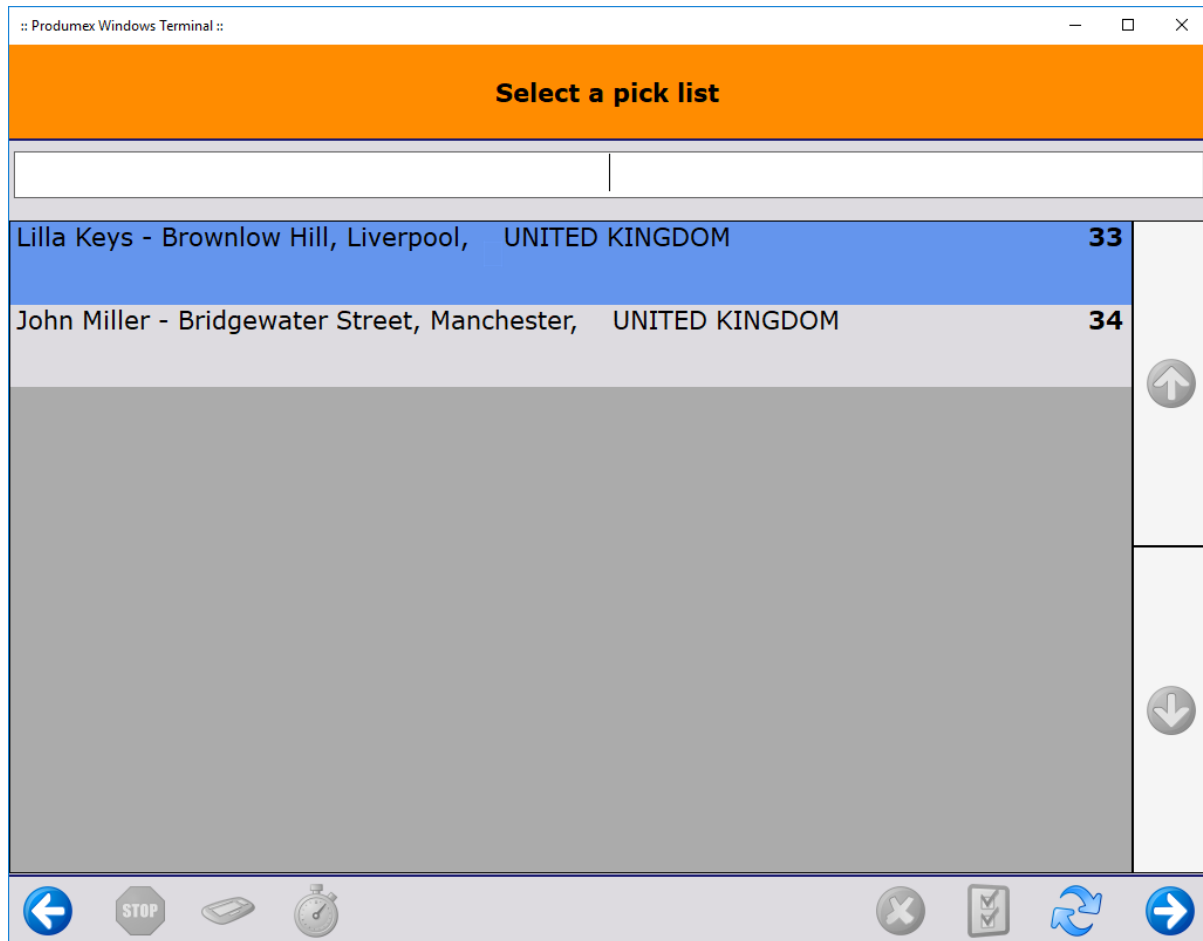 :: Produmex Windows Terminal ::
Select a pick list
Lilla Keys - Brownlow Hill, Liverpool, UNITED KINGDOM 33
John Miller - Bridgewater Street, Manchester, UNITED KINGDOM 34
STOP